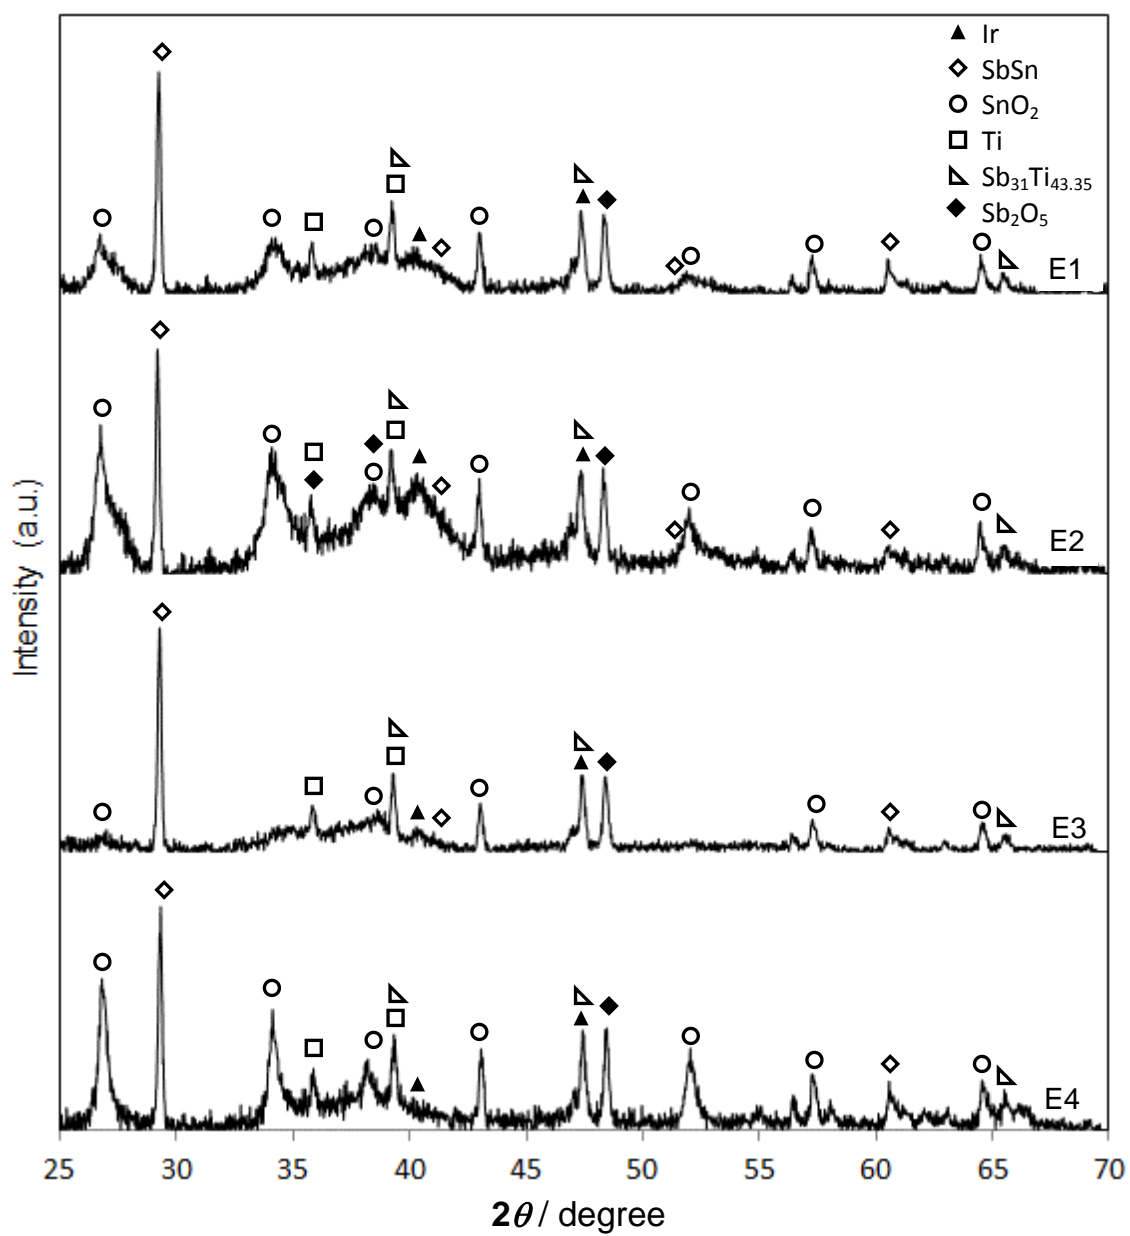 Ir
SbSn
SnO₂
Ti
Sb₃₁Ti₄₃.₃₅
Sb₂O₅
E1
E2
E3
E4
Intensity (a.u.)
25 30 35 40 45 50 55 60 65 70
2θ / degree